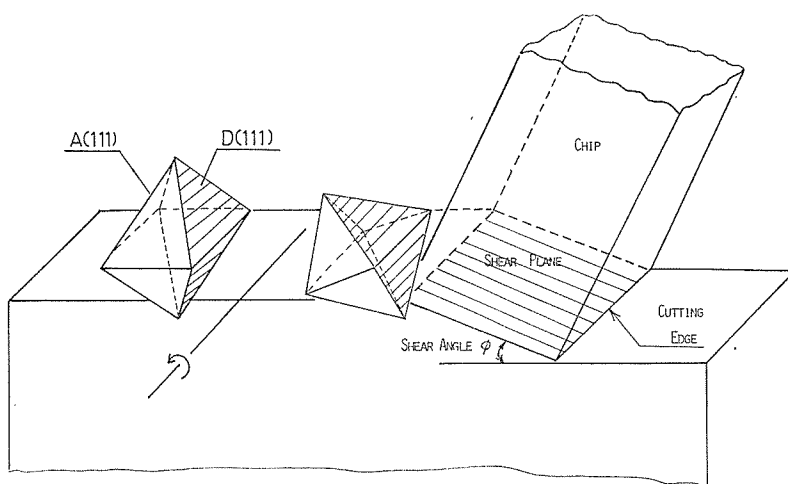 A(111)
D(111)
CHIP
SHEAR PLANE
CUTTING
EDGE
SHEAR ANGLE φ